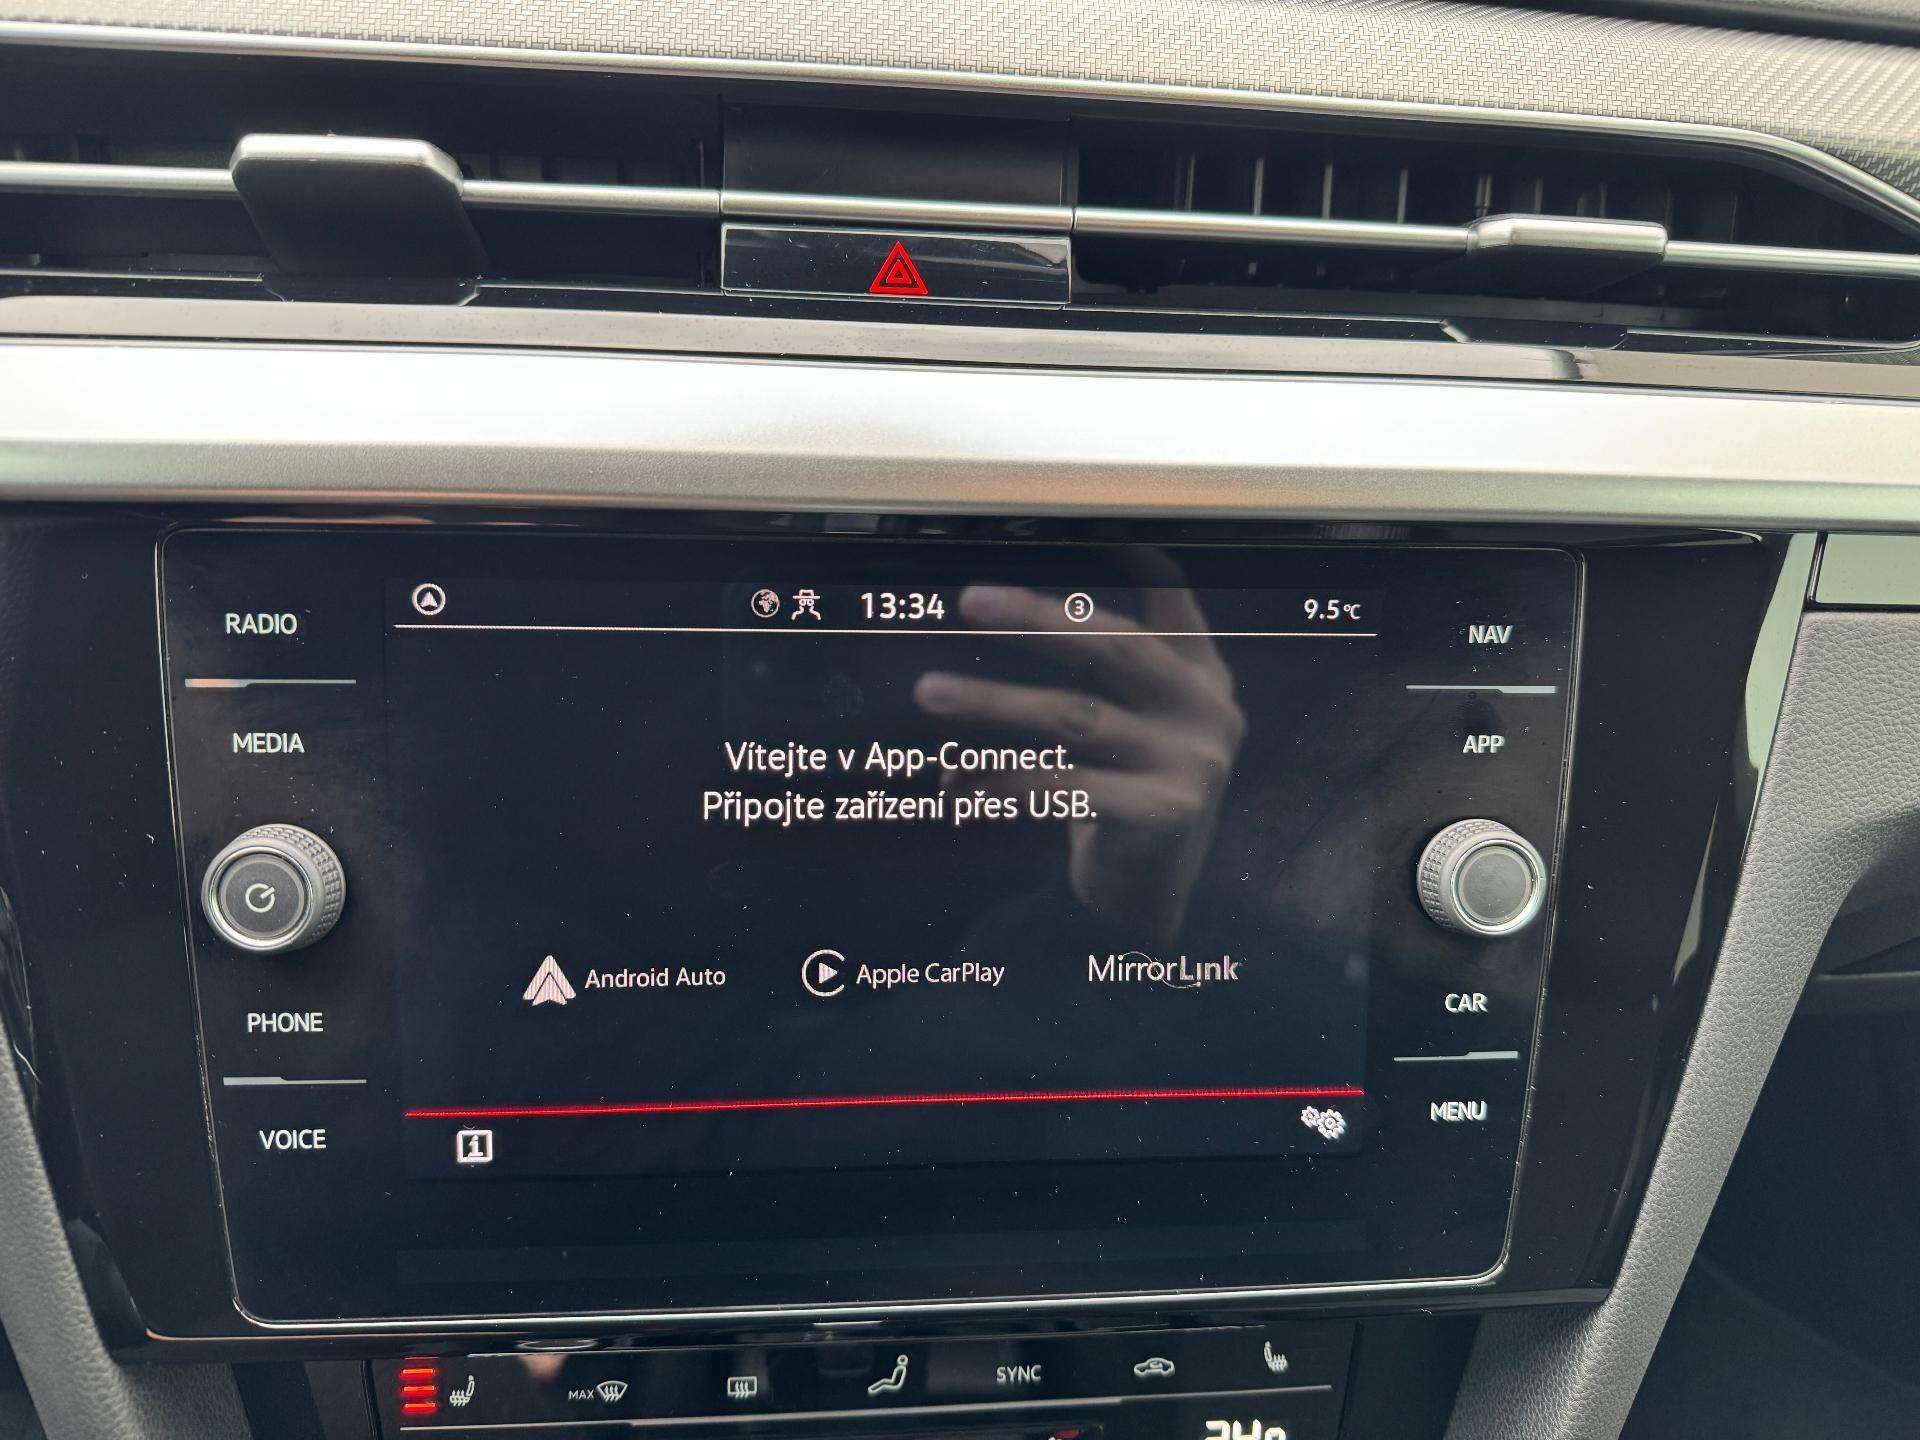 13:34
3
9.5°C
RADIO
MEDIA
PHONE
VOICE
Vítejte v App-Connect.
Připojte zařízení přes USB.
Android Auto
Apple CarPlay
MirrorLink
i
NAV
APP
CAR
MENU
MAX
SYNC